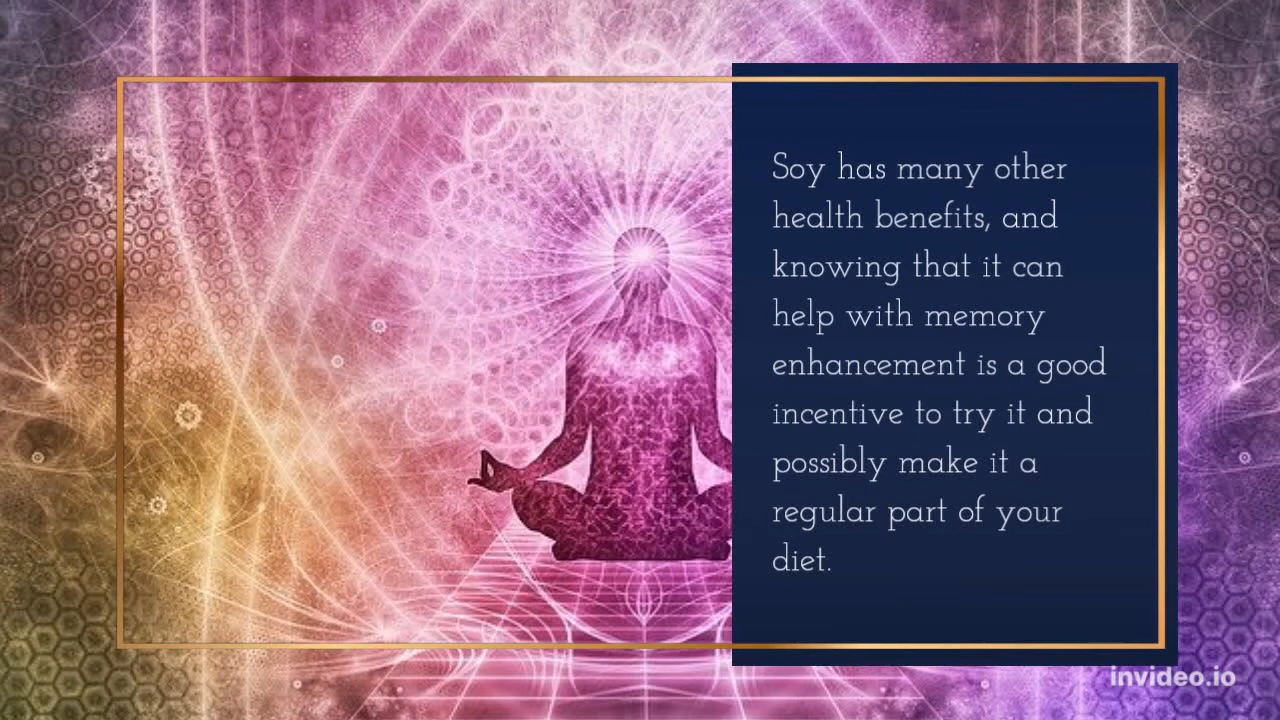 Soy has many other
health benefits, and
knowing that it can
help with memory
enhancement is a good
incentive to try it and
possibly make it a
regular part of your
diet.
invideo.io